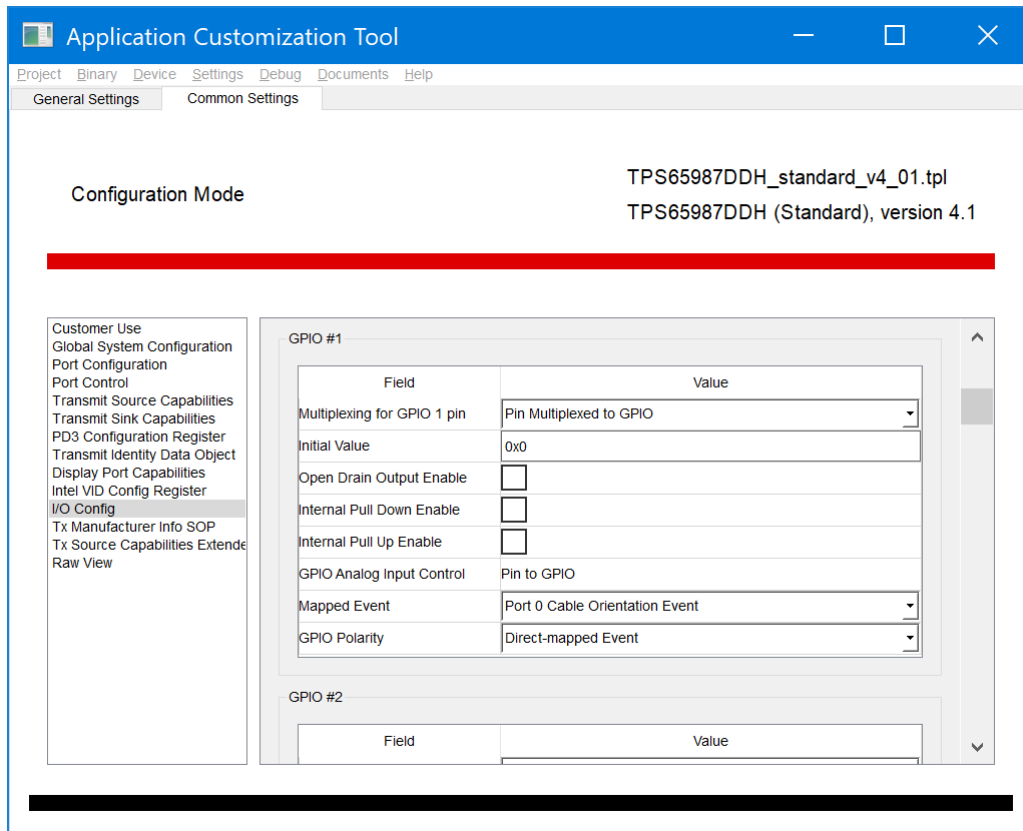 Application Customization Tool
Project Binary Device Settings Debug Documents Help
General Settings Common Settings
Configuration Mode
TPS65987DDH_standard_v4_01.tpl
TPS65987DDH (Standard), version 4.1
Customer Use
Global System Configuration
Port Configuration
Port Control
Transmit Source Capabilities
Transmit Sink Capabilities
PD3 Configuration Register
Transmit Identity Data Object
Display Port Capabilities
Intel VID Config Register
I/O Config
Tx Manufacturer Info SOP
Tx Source Capabilities Extende
Raw View
GPIO #1
Field Value
Multiplexing for GPIO 1 pin Pin Multiplexed to GPIO
Initial Value 0x0
Open Drain Output Enable
Internal Pull Down Enable
Internal Pull Up Enable
GPIO Analog Input Control Pin to GPIO
Mapped Event Port 0 Cable Orientation Event
GPIO Polarity Direct-mapped Event
GPIO #2
Field Value